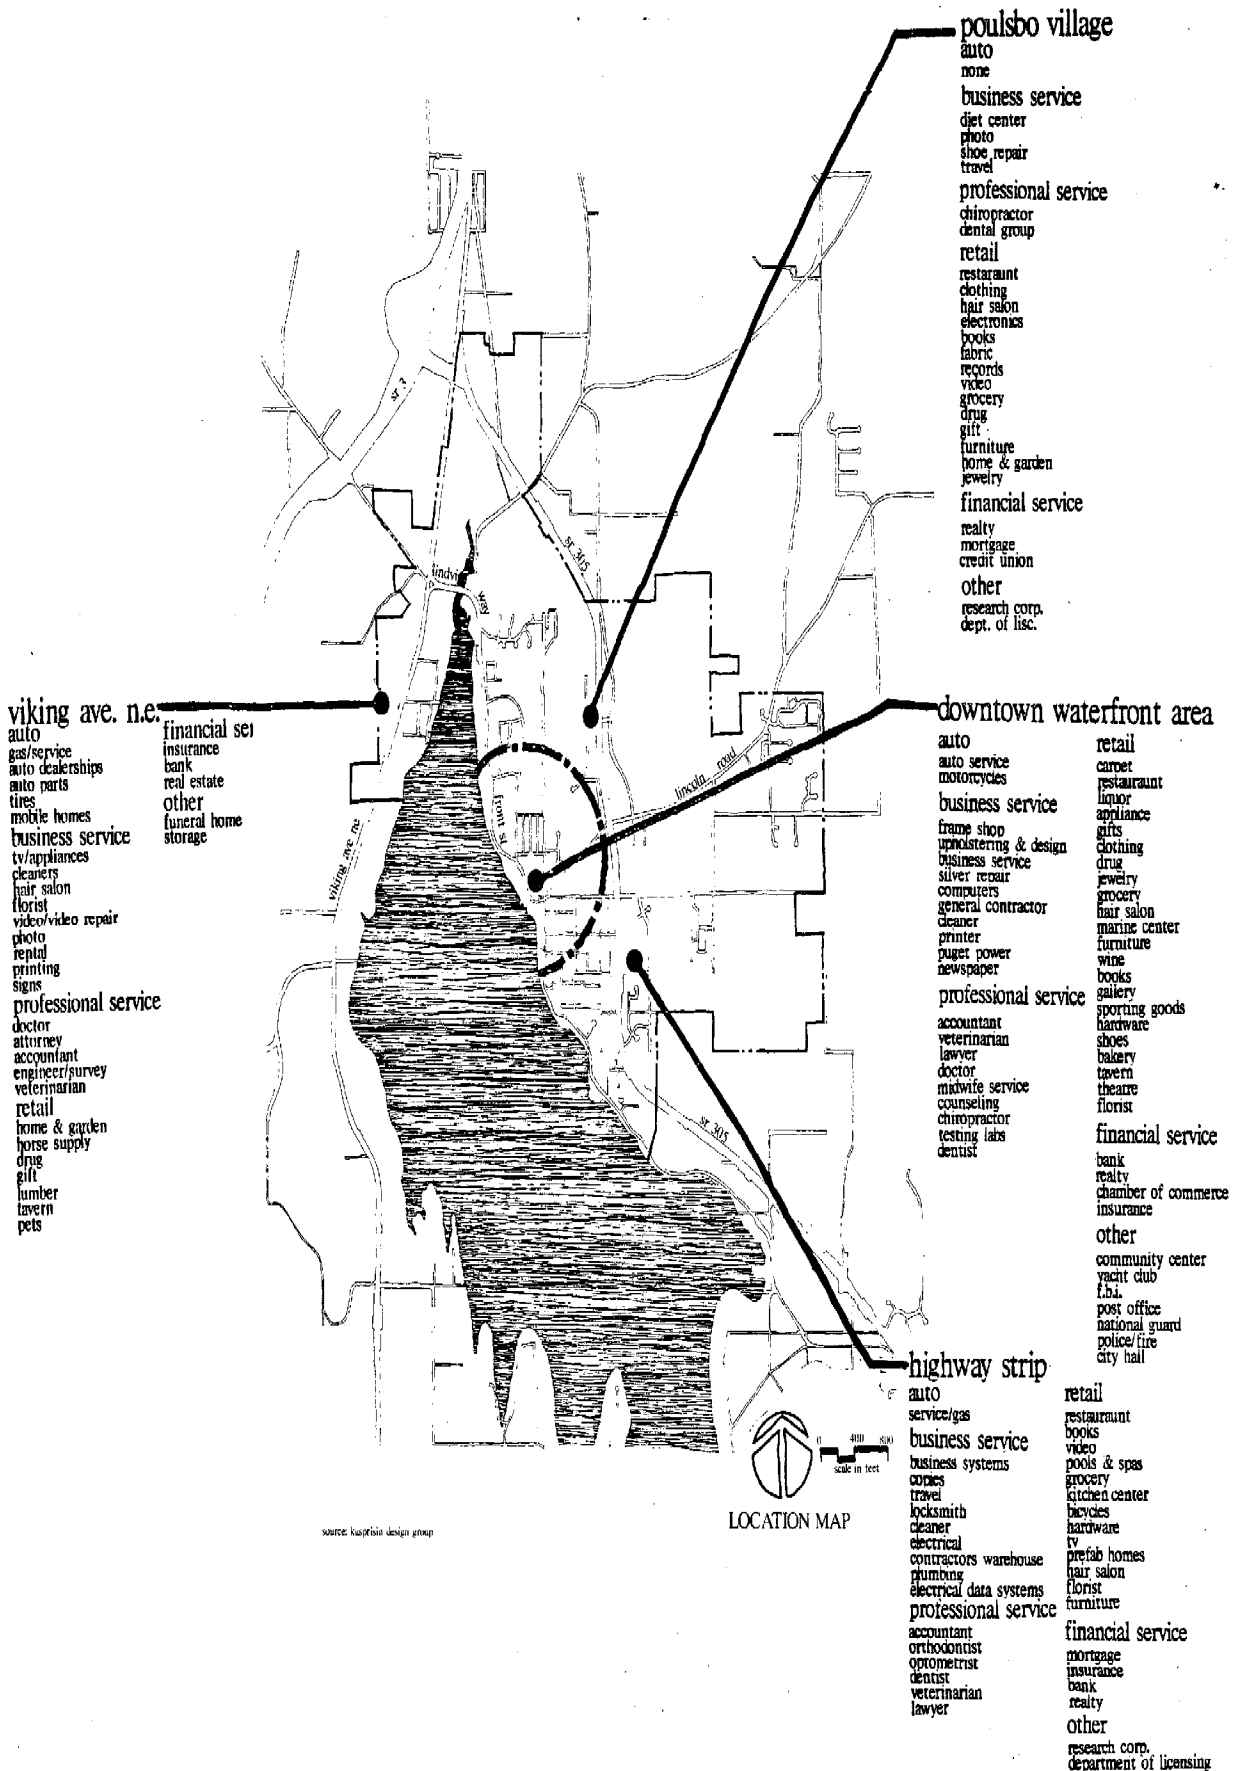 poulsbo village
auto
none
business service
diet center
photo
shoe repair
travel
professional service
chiropractor
dental group
retail
restaraunt
clothing
hair salon
electronics
books
fabric
records
video
grocery
drug
gift
furniture
home & garden
jewelry
financial service
realty
mortgage
credit union
other
research corp.
dept. of lisc.
sr 3
sr 305
lindvi
way
viking ave. n.e.
auto
gas/service
auto dealerships
auto parts
tires
mobile homes
business service
tv/appliances
cleaners
hair salon
florist
video/video repair
photo
rental
printing
signs
professional service
doctor
attorney
accountant
engineer/survey
veterinarian
retail
home & garden
horse supply
drug
gift
lumber
tavern
pets
financial ser
insurance
bank
real estate
other
funeral home
storage
viking ave ne
front st
lincoln road
sr 305
downtown waterfront area
auto
auto service
motorcycles
business service
frame shop
upholstering & design
business service
silver repair
computers
general contractor
cleaner
printer
puget power
newspaper
professional service
accountant
veterinarian
lawyer
doctor
midwife service
counseling
chiropractor
testing labs
dentist
retail
carpet
restauraunt
liquor
appliance
gifts
clothing
drug
jewelry
grocery
hair salon
marine center
furniture
wine
books
gallery
sporting goods
hardware
shoes
bakery
tavern
theatre
florist
financial service
bank
realty
chamber of commerce
insurance
other
community center
yacht club
f.b.i.
post office
national guard
police/fire
city hall
highway strip
auto
service/gas
business service
business systems
copies
travel
locksmith
cleaner
electrical
contractors warehouse
plumbing
electrical data systems
professional service
accountant
orthodontist
optometrist
dentist
veterinarian
lawyer
retail
restauraunt
books
video
pools & spas
grocery
kitchen center
bicycles
hardware
tv
prefab homes
hair salon
florist
furniture
financial service
mortgage
insurance
bank
realty
other
research corp.
department of licensing
0 400 800
scale in feet
LOCATION MAP
source: kasprisin design group